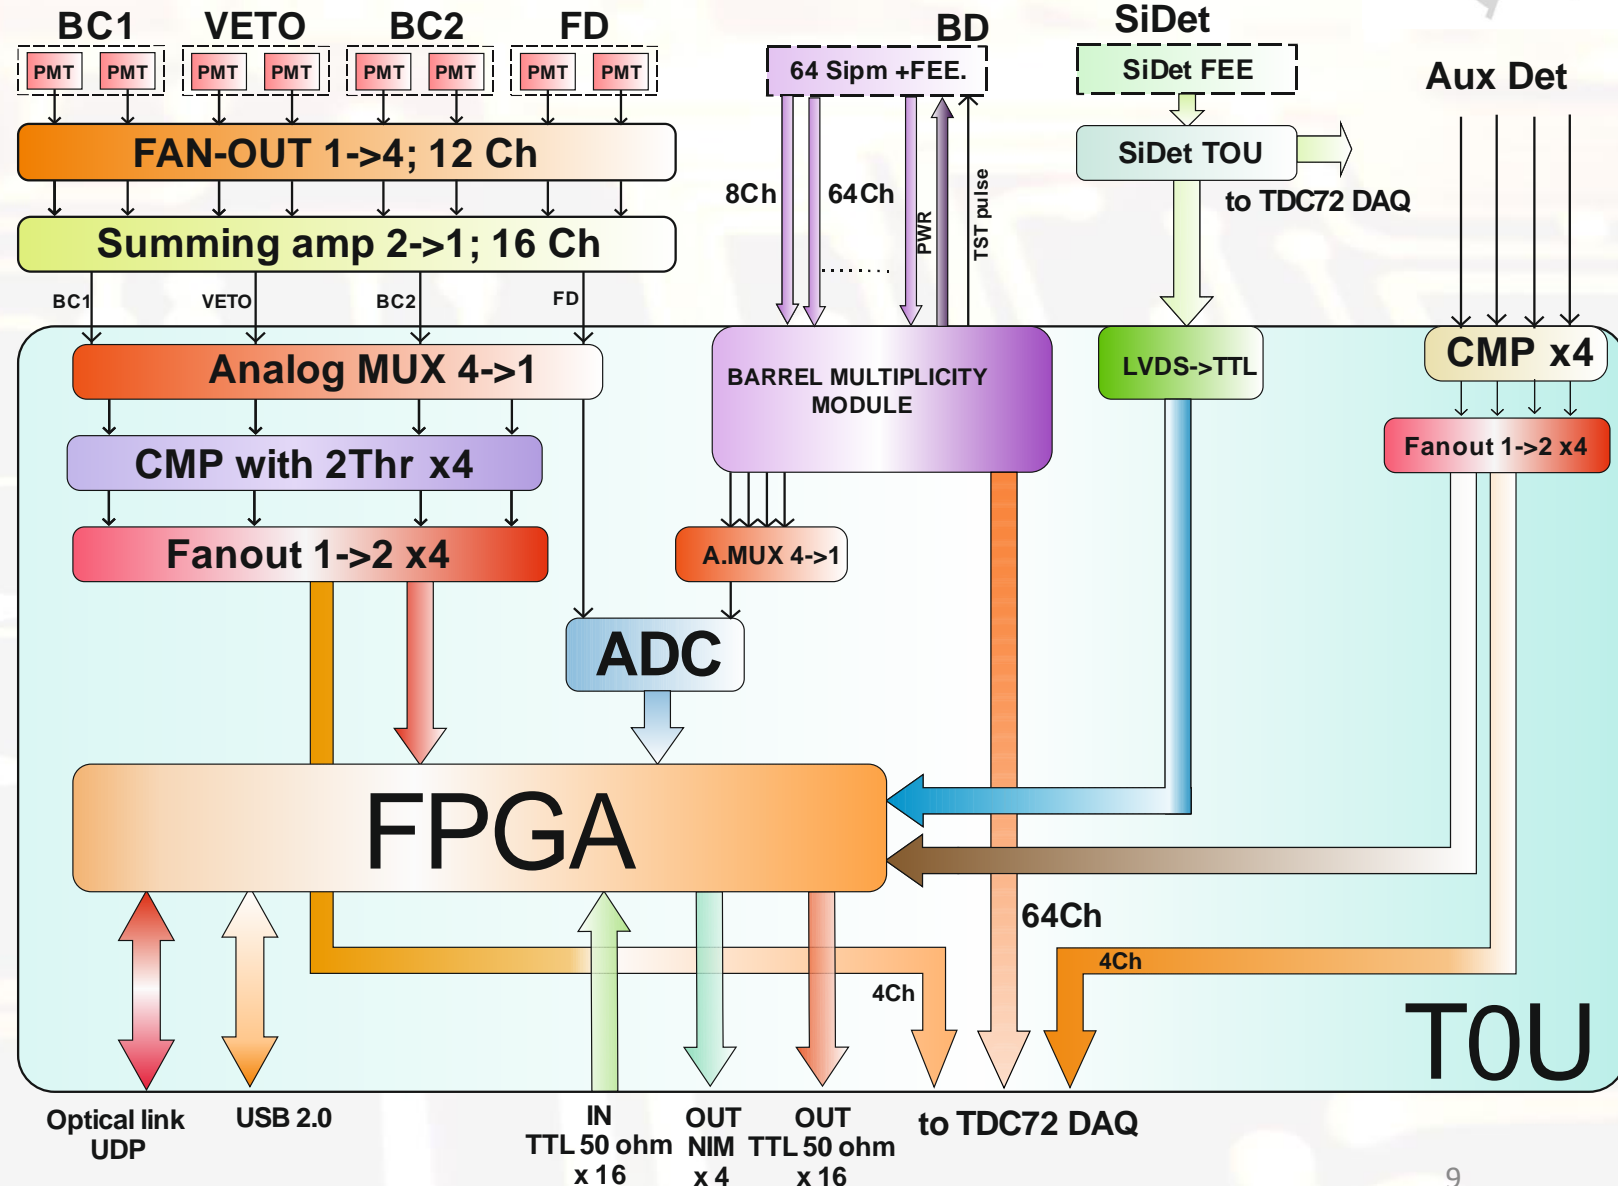 BC1
VETO
BC2
FD
BD
SiDet
PMT
PMT
PMT
PMT
PMT
PMT
PMT
PMT
64 Sipm +FEE.
SiDet FEE
Aux Det
FAN-OUT 1->4; 12 Ch
SiDet TOU
to TDC72 DAQ
8Ch
64Ch
PWR
TST pulse
Summing amp 2->1; 16 Ch
BC1
VETO
BC2
FD
Analog MUX 4->1
BARREL MULTIPLICITY
MODULE
LVDS->TTL
CMP x4
CMP with 2Thr x4
Fanout 1->2 x4
Fanout 1->2 x4
A.MUX 4->1
ADC
FPGA
64Ch
4Ch
4Ch
T0U
Optical link
UDP
USB 2.0
IN
TTL 50 ohm
x 16
OUT
NIM
x 4
OUT
TTL 50 ohm
x 16
to TDC72 DAQ
9